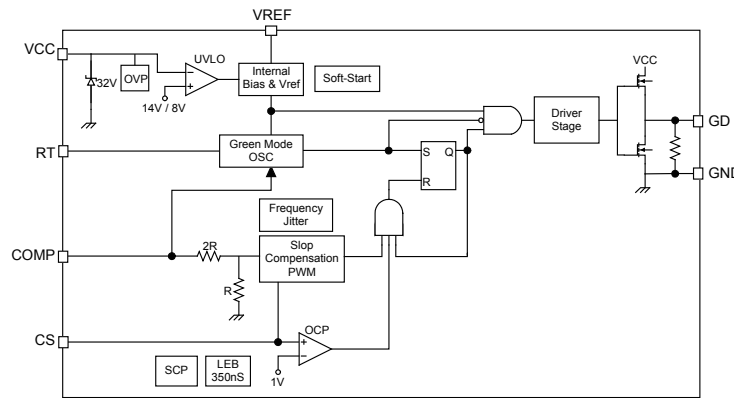 VREF
VCC
UVLO
32V
OVP
Internal
Bias & Vref
Soft-Start
14V / 8V
VCC
Driver
Stage
GD
RT
Green Mode
OSC
S
Q
R
GND
Frequency
Jitter
COMP
2R
Slop
Compensation
PWM
R
CS
OCP
SCP
LEB
350nS
1V